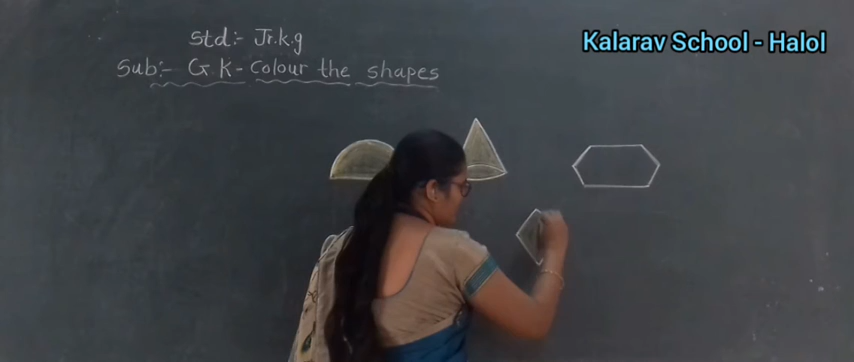 Std:- Jr.k.g
Kalarav School - Halol
Sub:- G.K - Colour the shapes